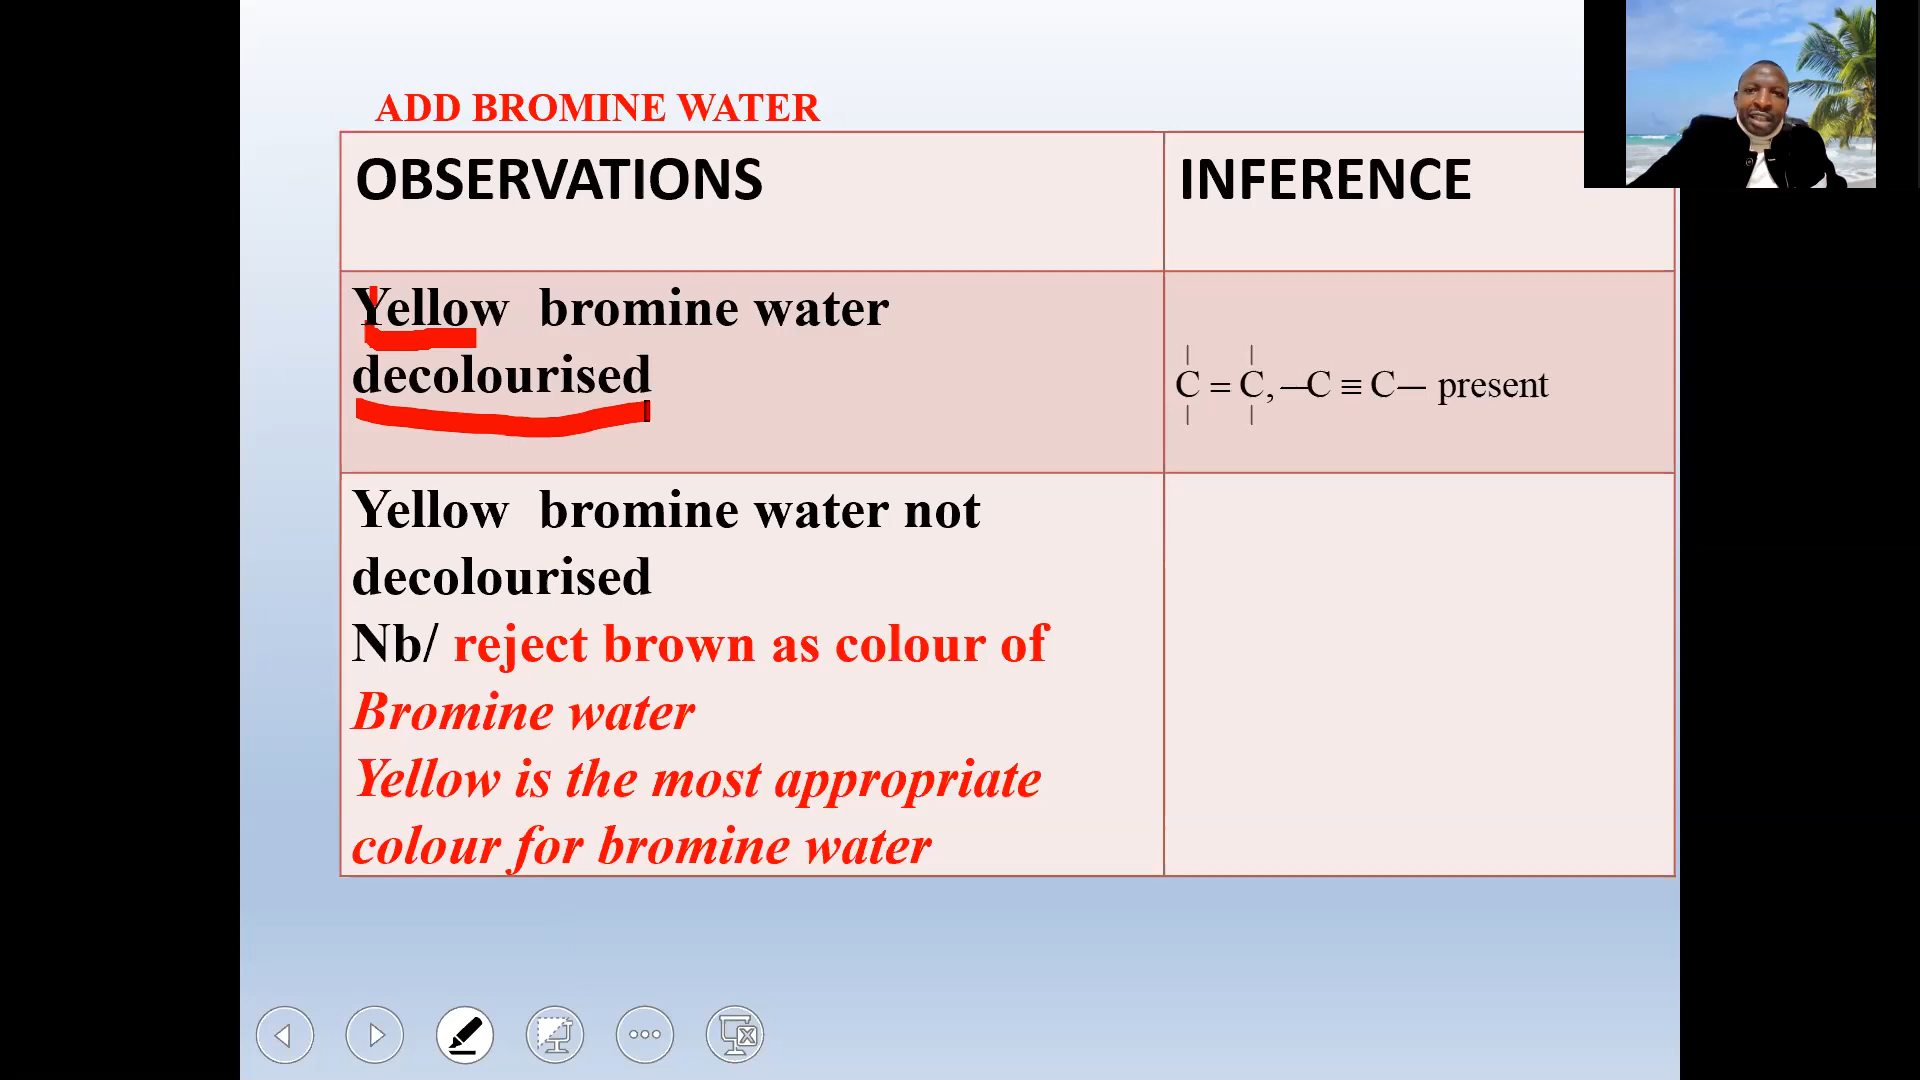 ADD BROMINE WATER
OBSERVATIONS
INFERENCE
Yellow bromine water
decolourised
C = C, —C ≡ C— present
Yellow bromine water not
decolourised
Nb/ reject brown as colour of
Bromine water
Yellow is the most appropriate
colour for bromine water